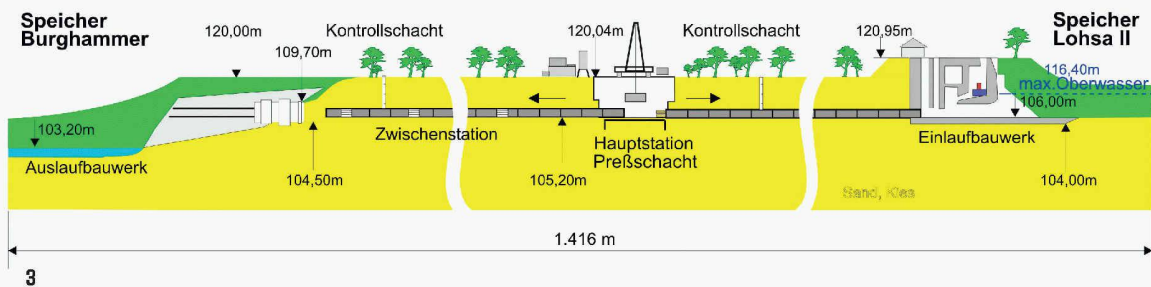 Speicher
Burghammer
120,00m
109,70m
Kontrollschacht
120,04m
Kontrollschacht
120,95m
Speicher
Lohsa II
116,40m
max.Oberwasser
106,00m
103,20m
Zwischenstation
Hauptstation
Preßschacht
Einlaufbauwerk
Auslaufbauwerk
104,50m
105,20m
104,00m
Sand, Kies
1.416 m
3